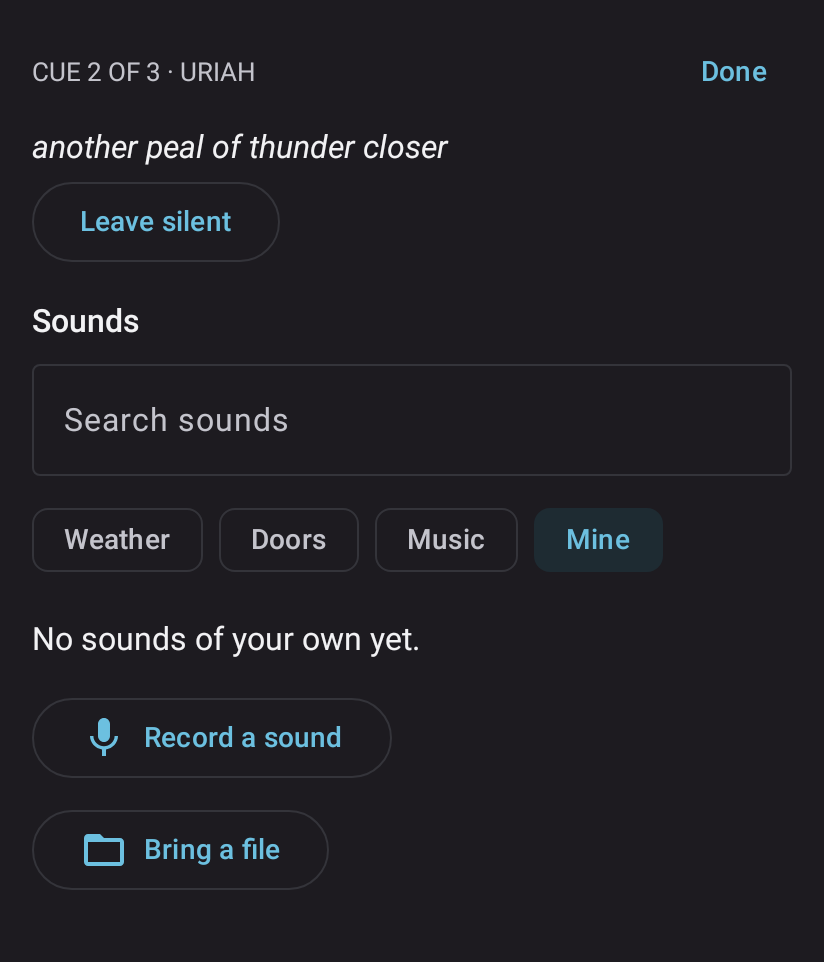 CUE 2 OF 3 · URIAH
Done
another peal of thunder closer
Leave silent
Sounds
Search sounds
Weather
Doors
Music
Mine
No sounds of your own yet.
Record a sound
Bring a file